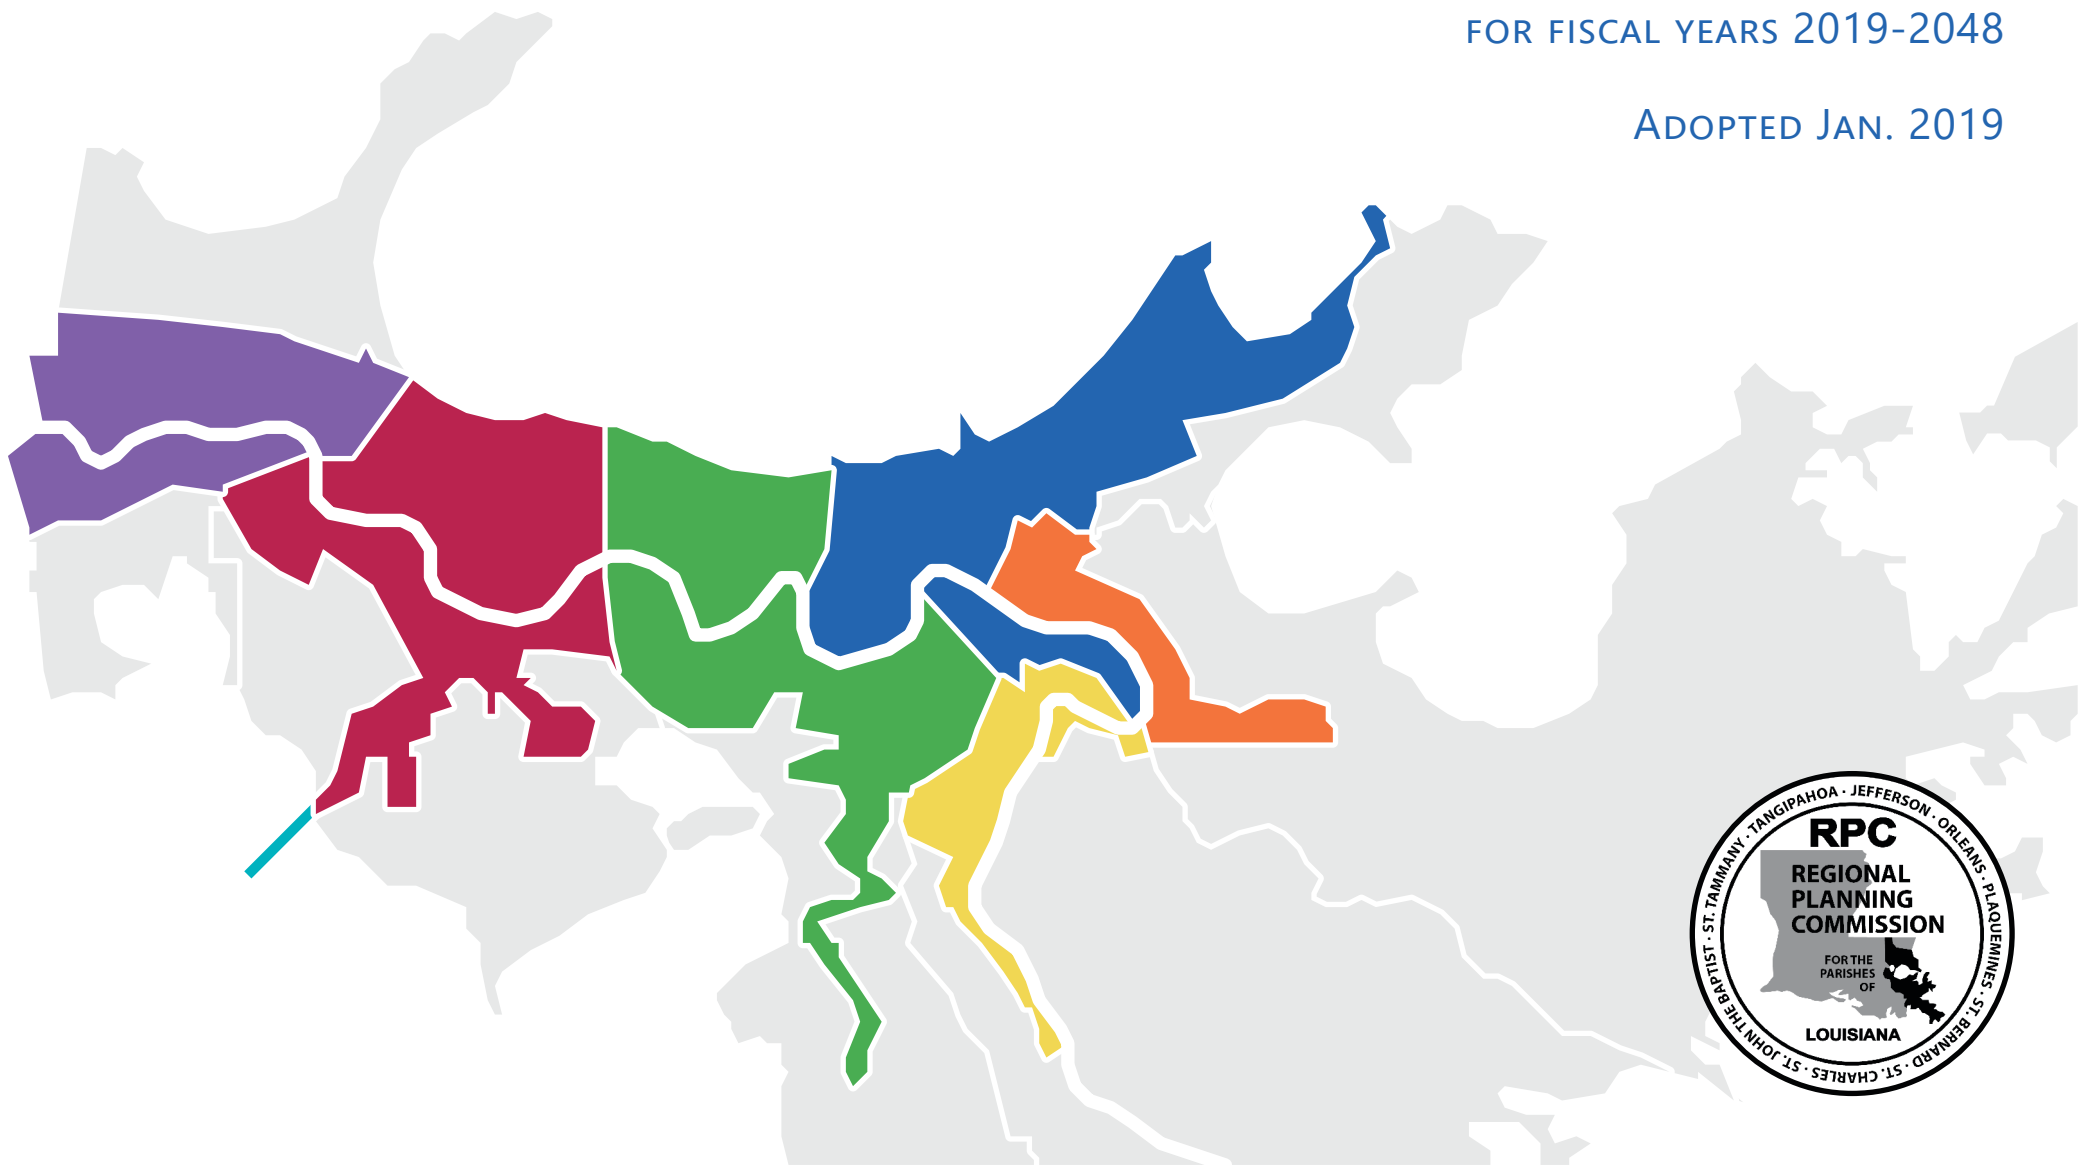 FOR FISCAL YEARS 2019-2048
ADOPTED JAN. 2019
RPC
REGIONAL
PLANNING
COMMISSION
FOR THE
PARISHES
OF
LOUISIANA
ST. JOHN THE BAPTIST · ST. TAMMANY · TANGIPAHOA · JEFFERSON · ORLEANS · PLAQUEMINES · ST. BERNARD · ST. CHARLES ·